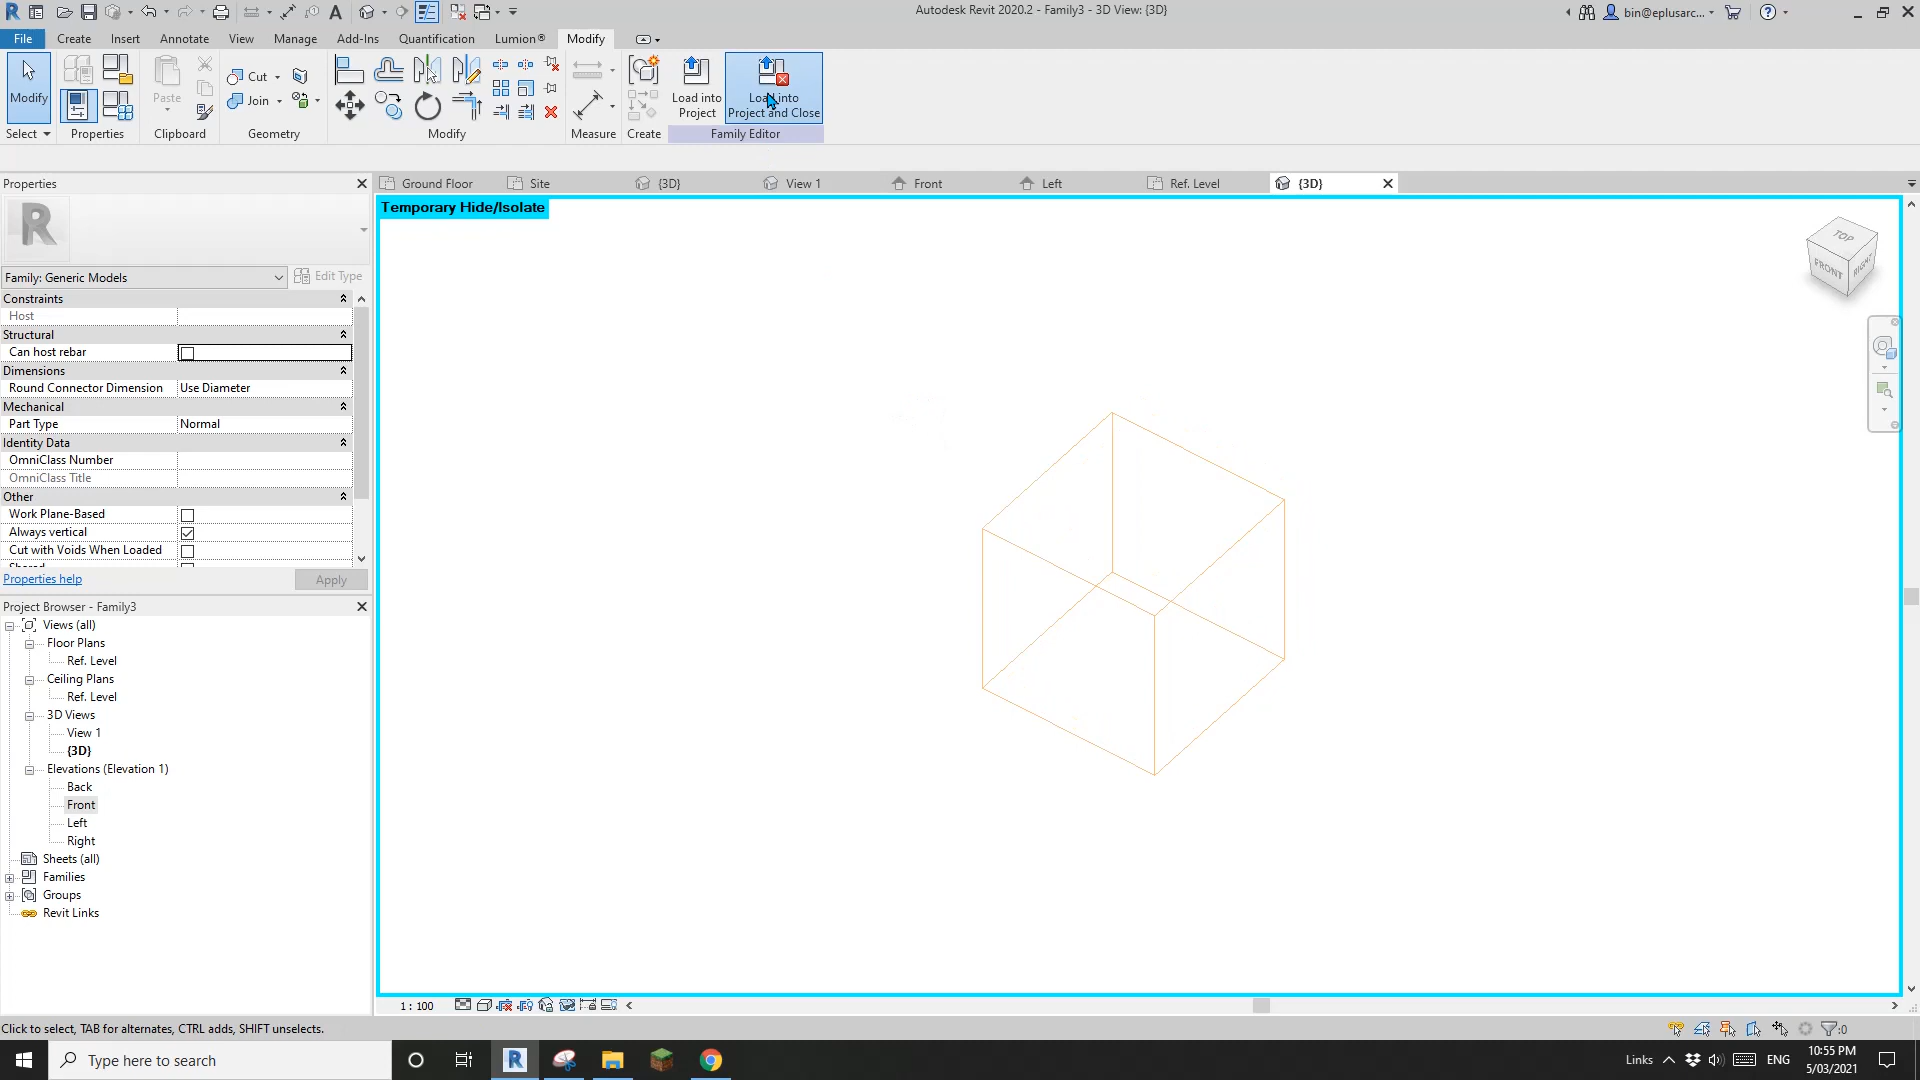 Autodesk Revit 2020.2 - Family3 - 3D View: {3D}
bin@eplusarc...
File Create Insert Annotate View Manage Add-Ins Quantification Lumion® Modify
Modify
Select
Properties
Paste
Clipboard
Cut
Join
Geometry
Modify
Measure
Create
Load into
Project
Load into
Project and Close
Family Editor
Properties
Ground Floor Site {3D} View 1 Front Left Ref. Level {3D}
Temporary Hide/Isolate
TOP
FRONT
RIGHT
Family: Generic Models
Edit Type
Constraints
Host
Structural
Can host rebar
Dimensions
Round Connector Dimension Use Diameter
Mechanical
Part Type Normal
Identity Data
OmniClass Number
OmniClass Title
Other
Work Plane-Based
Always vertical
Cut with Voids When Loaded
Shared
Properties help
Apply
Project Browser - Family3
Views (all)
Floor Plans
Ref. Level
Ceiling Plans
Ref. Level
3D Views
View 1
{3D}
Elevations (Elevation 1)
Back
Front
Left
Right
Sheets (all)
Families
Groups
Revit Links
1 : 100
Click to select, TAB for alternates, CTRL adds, SHIFT unselects.
:0
Type here to search
Links
ENG
10:55 PM
5/03/2021